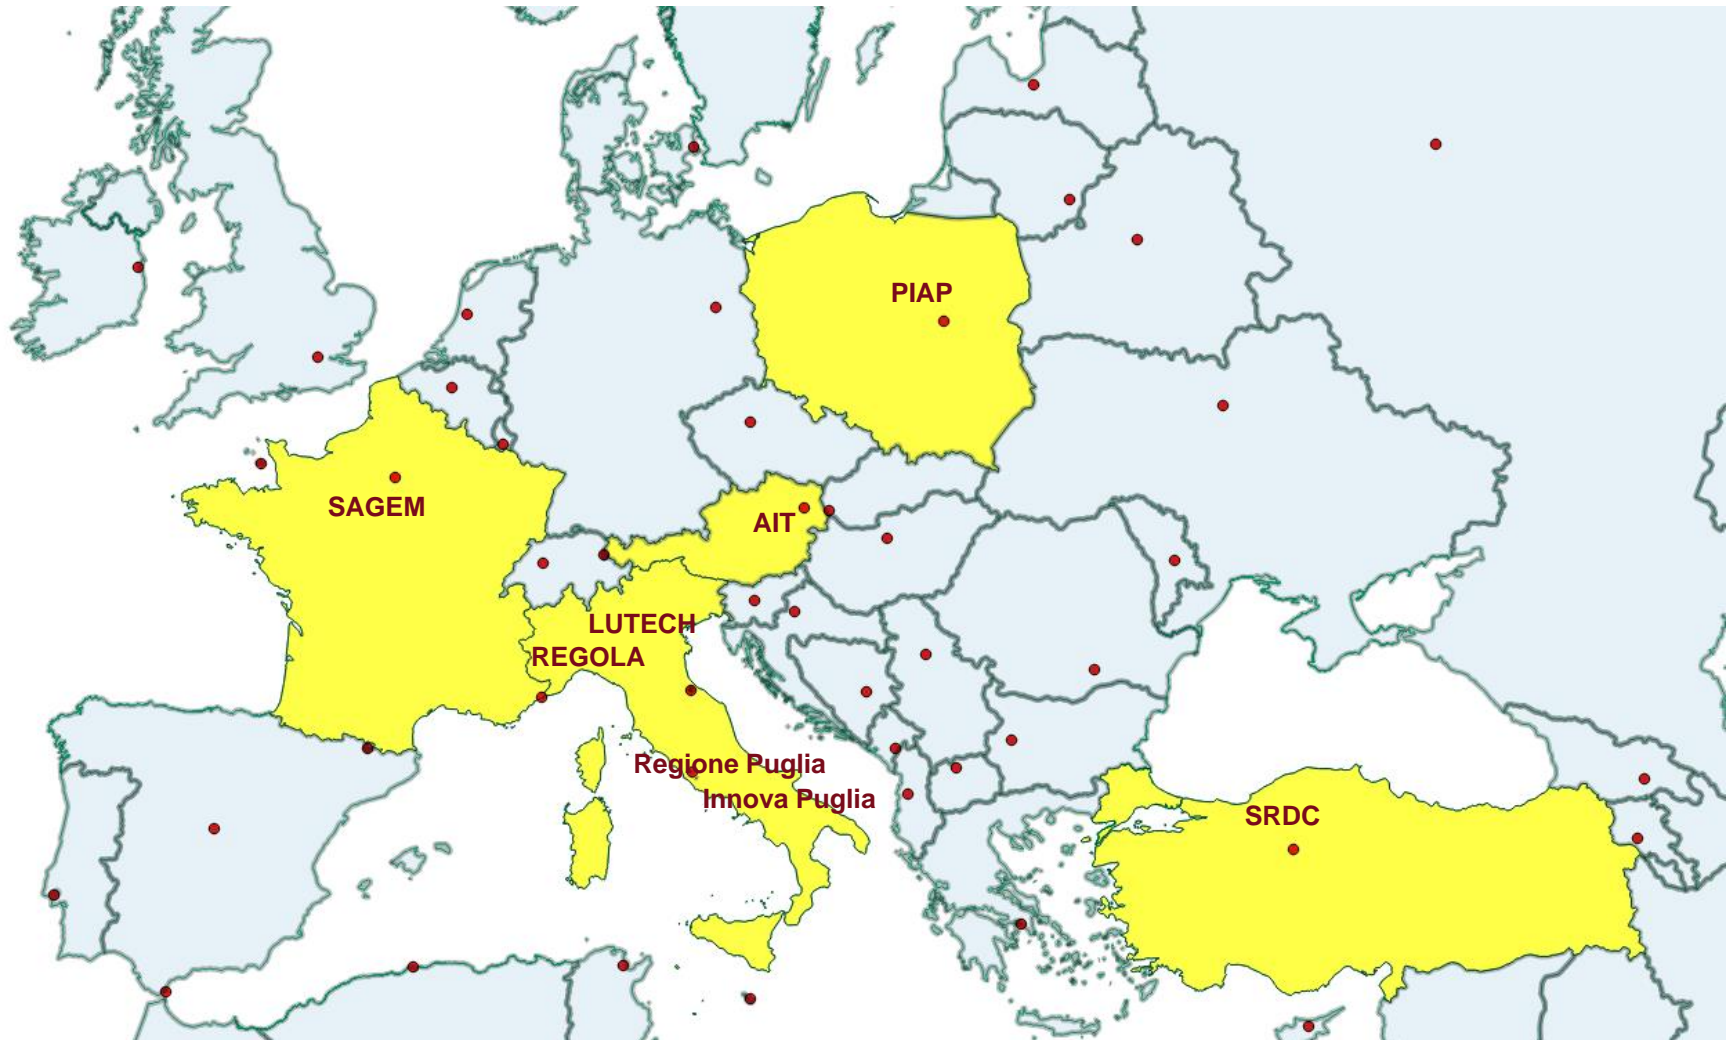 PIAP
SAGEM
AIT
LUTECH
REGOLA
Regione Puglia
Innova Puglia
SRDC